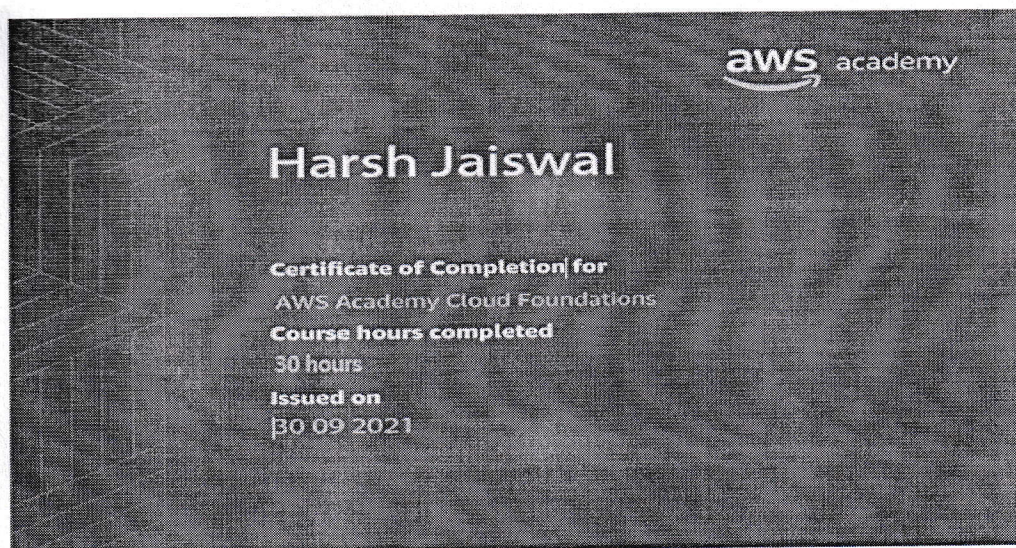 aws academy
Harsh Jaiswal
Certificate of Completion for
AWS Academy Cloud Foundations
Course hours completed
30 hours
Issued on
30 09 2021